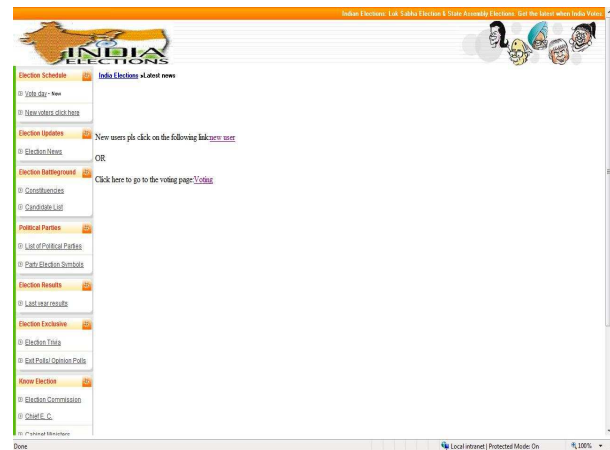 Indian Elections: Lok Sabha Election & State Assembly Elections. Get the latest when India Votes
INDIA
ELECTIONS
Election Schedule
India Elections »Latest news
Vote day - New
New voters click here
Election Updates
New users pls click on the following link:new user
Election News
OR
Election Battleground
Click here to go to the voting page:Voting
Constituencies
Candidate List
Political Parties
List of Political Parties
Party Election Symbols
Election Results
Last year results
Election Exclusive
Election Trivia
Exit Polls/ Opinion Polls
Know Election
Election Commission
Chief E. C.
Cabinet Ministers
Done
Local intranet | Protected Mode: On
100%